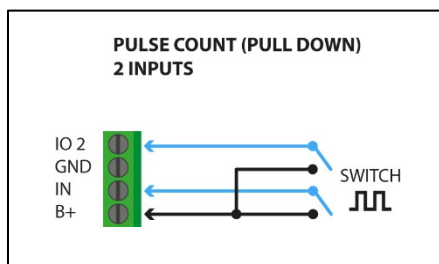 PULSE COUNT (PULL DOWN)
2 INPUTS
IO 2
GND
IN
B+
SWITCH